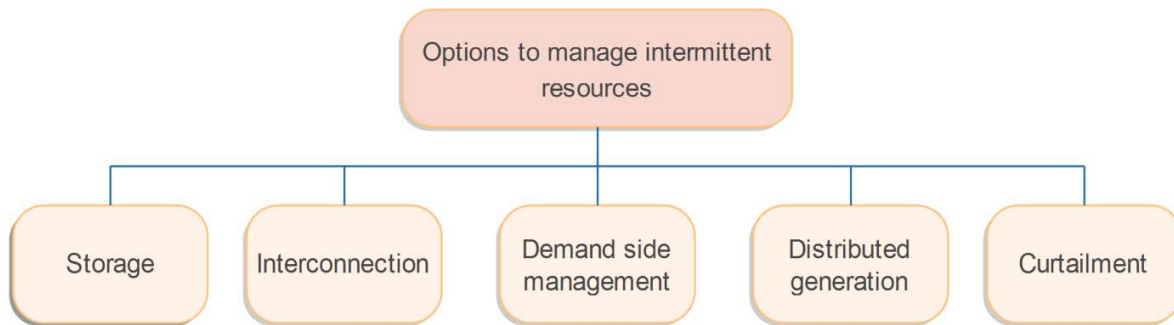 Options to manage intermittent
resources
Storage
Interconnection
Demand side
management
Distributed
generation
Curtailment